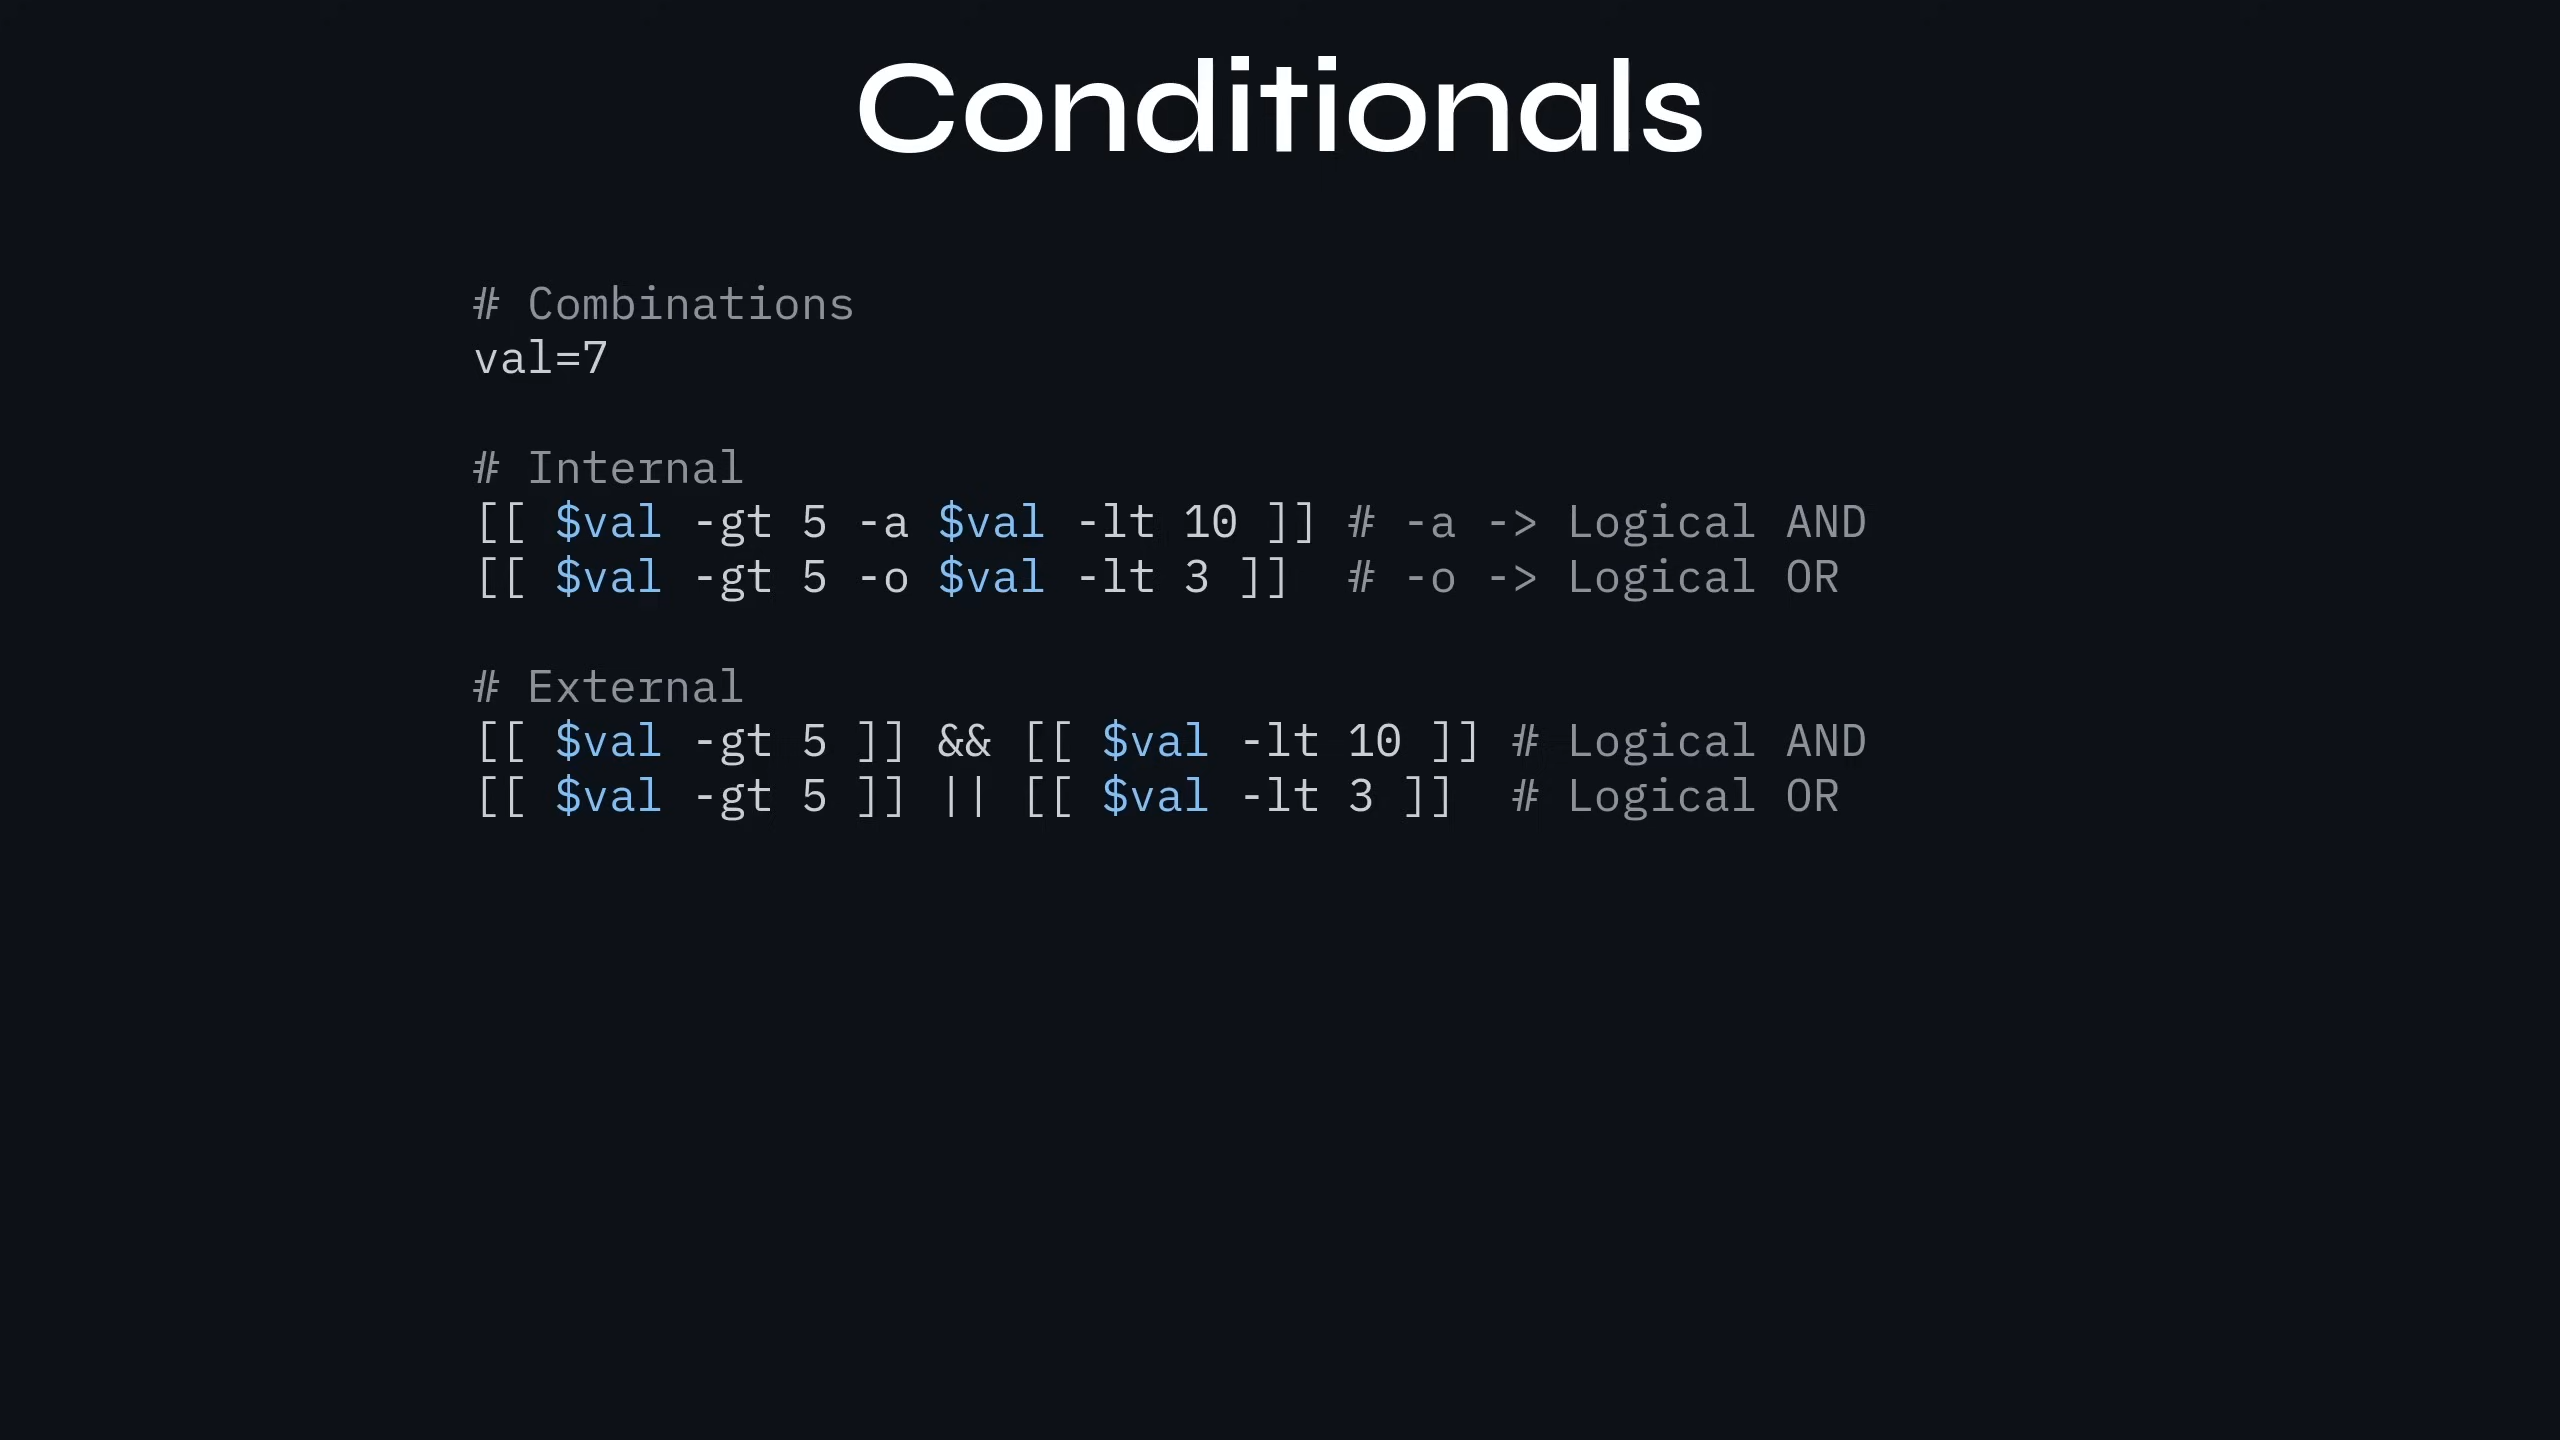 Conditionals
# Combinations
val=7
# Internal
[[ $val -gt 5 -a $val -lt 10 ]] # -a -> Logical AND
[[ $val -gt 5 -o $val -lt 3 ]]  # -o -> Logical OR
# External
[[ $val -gt 5 ]] && [[ $val -lt 10 ]] # Logical AND
[[ $val -gt 5 ]] || [[ $val -lt 3 ]]  # Logical OR